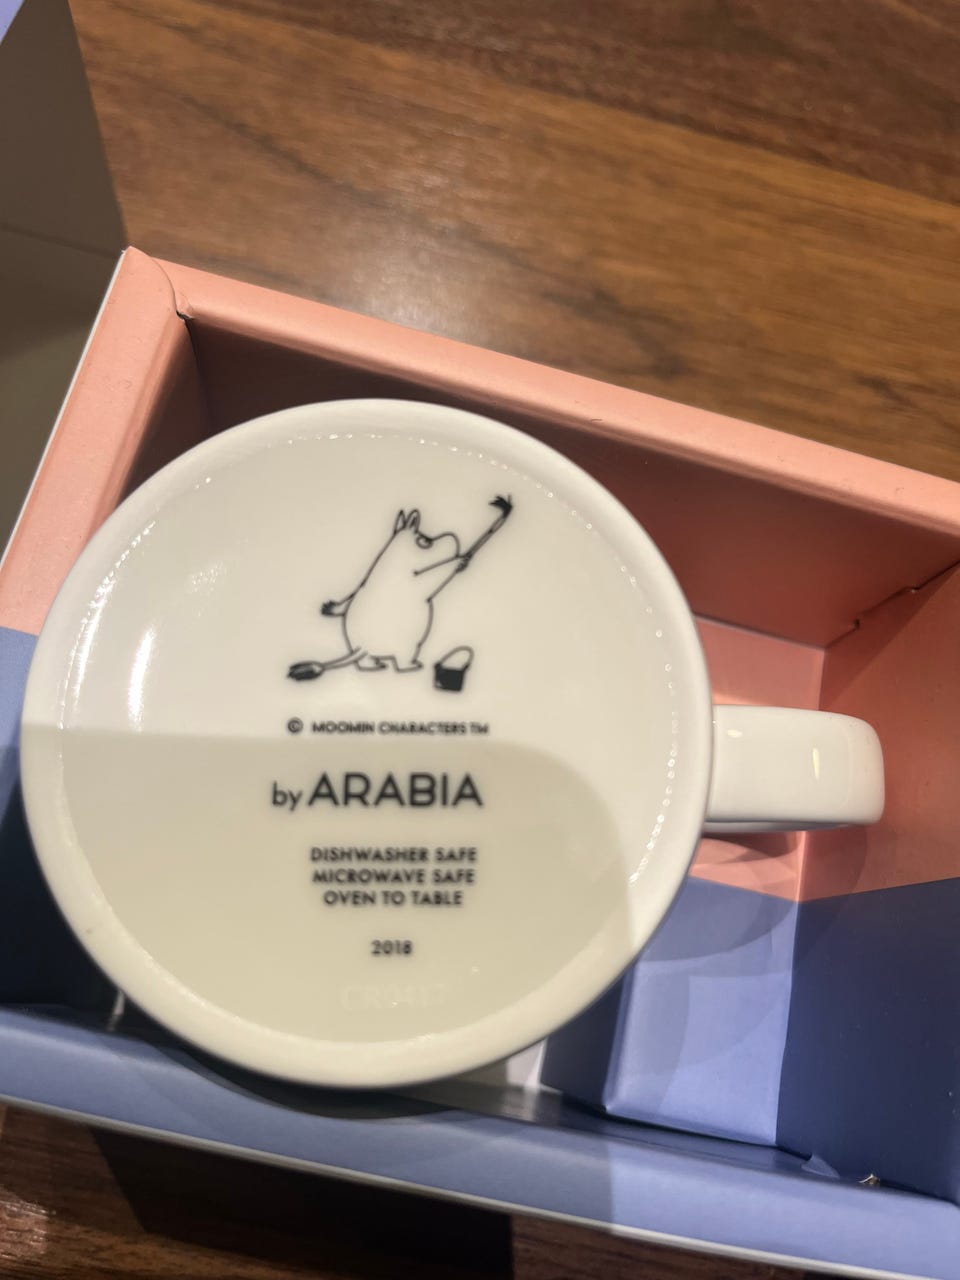 © MOOMIN CHARACTERS TM
by ARABIA
DISHWASHER SAFE
MICROWAVE SAFE
OVEN TO TABLE
2018